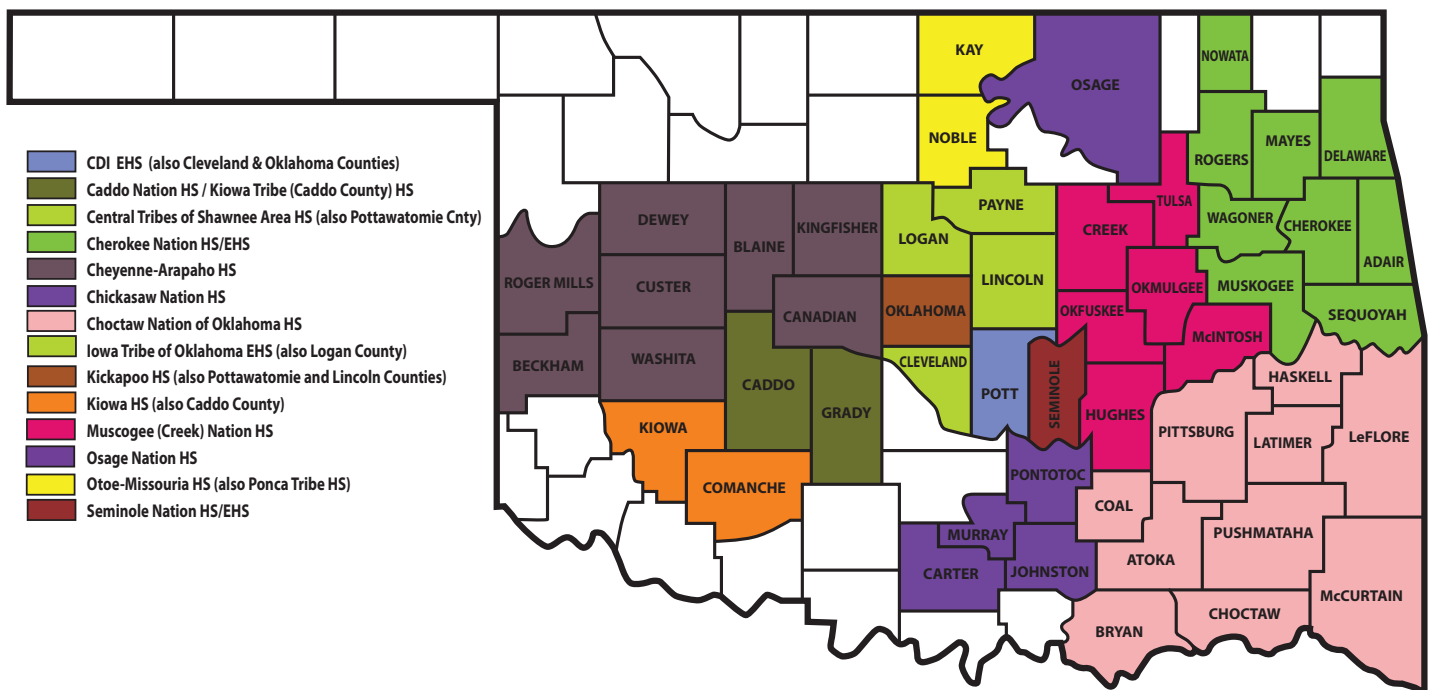 KAY
OSAGE
NOWATA
NOBLE
ROGERS
MAYES
DELAWARE
CDI EHS (also Cleveland & Oklahoma Counties)
Caddo Nation HS / Kiowa Tribe (Caddo County) HS
Central Tribes of Shawnee Area HS (also Pottawatomie Cnty)
Cherokee Nation HS/EHS
Cheyenne-Arapaho HS
Chickasaw Nation HS
Choctaw Nation of Oklahoma HS
Iowa Tribe of Oklahoma EHS (also Logan County)
Kickapoo HS (also Pottawatomie and Lincoln Counties)
Kiowa HS (also Caddo County)
Muscogee (Creek) Nation HS
Osage Nation HS
Otoe-Missouria HS (also Ponca Tribe HS)
Seminole Nation HS/EHS
DEWEY
BLAINE
KINGFISHER
LOGAN
PAYNE
CREEK
TULSA
WAGONER
CHEROKEE
ADAIR
ROGER MILLS
CUSTER
CANADIAN
OKLAHOMA
LINCOLN
OKFUSKEE
OKMULGEE
MUSKOGEE
SEQUOYAH
BECKHAM
WASHITA
CADDO
GRADY
CLEVELAND
POTT
SEMINOLE
HUGHES
McINTOSH
HASKELL
KIOWA
COMANCHE
PITTSBURG
LATIMER
LeFLORE
PONTOTOC
COAL
MURRAY
CARTER
JOHNSTON
ATOKA
PUSHMATAHA
McCURTAIN
BRYAN
CHOCTAW